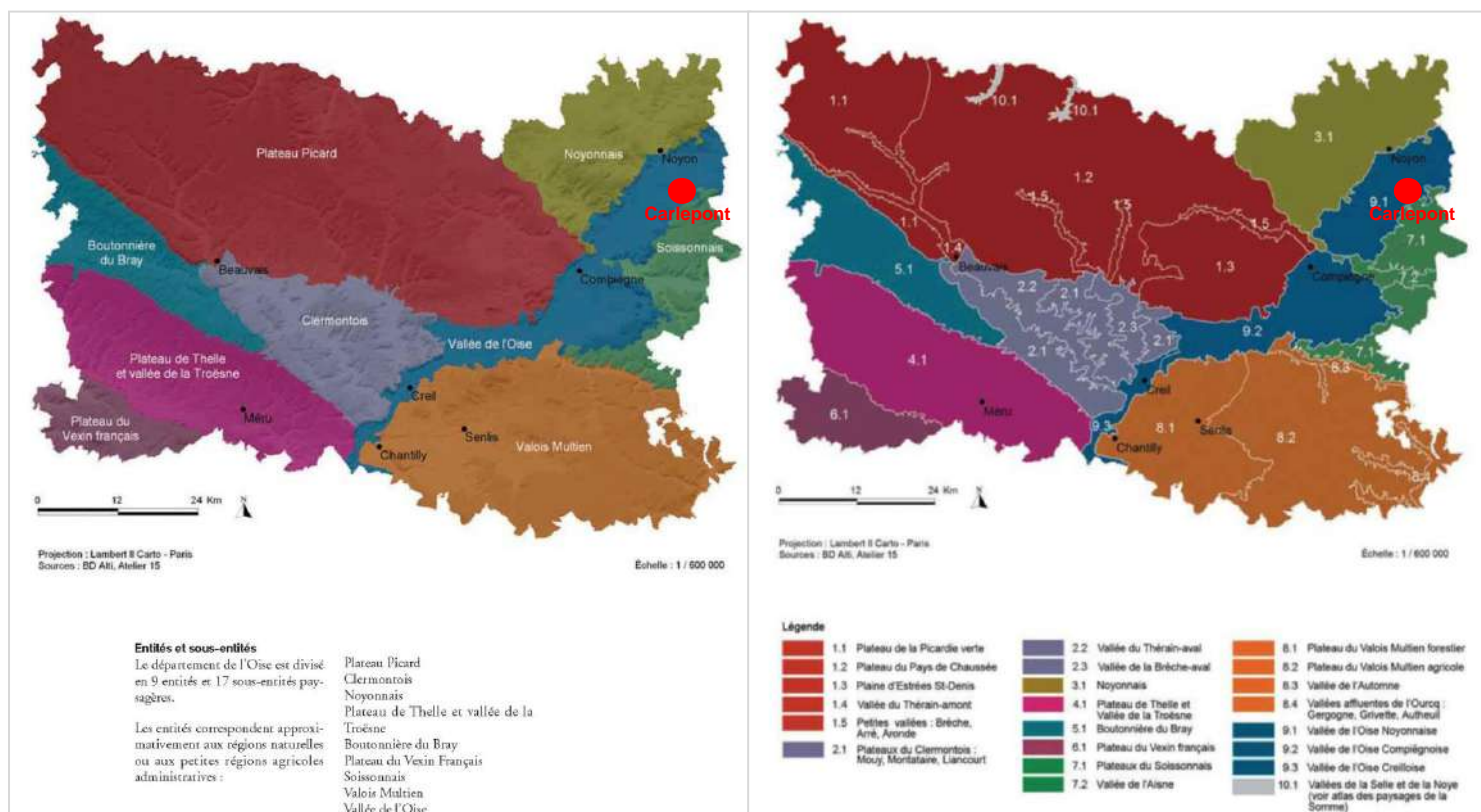 Plateau Picard
Noyonnais
Noyon
Carlepont
Soissonnais
Boutonnière
du Bray
Beauvais
Compiègne
Clermontois
Vallée de l'Oise
Plateau de Thelle
et vallée de la Troësne
Creil
Méru
Plateau du
Vexin français
Senlis
Valois Multien
Chantilly
0 12 24 Km
N
Projection : Lambert II Carto - Paris
Sources : BD Alti, Atelier 15
Échelle : 1 / 600 000
Entités et sous-entités
Le département de l'Oise est divisé
en 9 entités et 17 sous-entités pay-
sagères.
Les entités correspondent approxi-
mativement aux régions naturelles
ou aux petites régions agricoles
administratives :
Plateau Picard
Clermontois
Noyonnais
Plateau de Thelle et vallée de la
Troësne
Boutonnière du Bray
Plateau du Vexin Français
Soissonnais
Valois Multien
Vallée de l'Oise
1.1
10.1
10.1
3.1
Noyon
1.2
9.1
Carlepont
1.5
1.5
1.5
7.1
1.1
1.4
Beauvais
1.3
Compiègne
7.2
5.1
2.2
2.1
2.3
9.2
2.1
2.1
7.1
4.1
8.3
Creil
6.1
Méru
9.3
8.1
Senlis
8.2
Chantilly
8.4
0 12 24 Km
N
Projection : Lambert II Carto - Paris
Sources : BD Alti, Atelier 15
Échelle : 1 / 600 000
Légende
1.1 Plateau de la Picardie verte
1.2 Plateau du Pays de Chaussée
1.3 Plaine d'Estrées St-Denis
1.4 Vallée du Thérain-amont
1.5 Petites vallées : Brèche,
Arré, Aronde
2.1 Plateaux du Clermontois :
Mouy, Montataire, Liancourt
2.2 Vallée du Thérain-aval
2.3 Vallée de la Brèche-aval
3.1 Noyonnais
4.1 Plateau de Thelle et
Vallée de la Troësne
5.1 Boutonnière du Bray
6.1 Plateau du Vexin français
7.1 Plateaux du Soissonnais
7.2 Vallée de l'Aisne
8.1 Plateau du Valois Multien forestier
8.2 Plateau du Valois Multien agricole
8.3 Vallée de l'Automne
8.4 Vallées affluentes de l'Ourcq :
Gergogne, Grivette, Autheuil
9.1 Vallée de l'Oise Noyonnaise
9.2 Vallée de l'Oise Compiègnoise
9.3 Vallée de l'Oise Creilloise
10.1 Vallées de la Selle et de la Noye
(voir atlas des paysages de la
Somme)